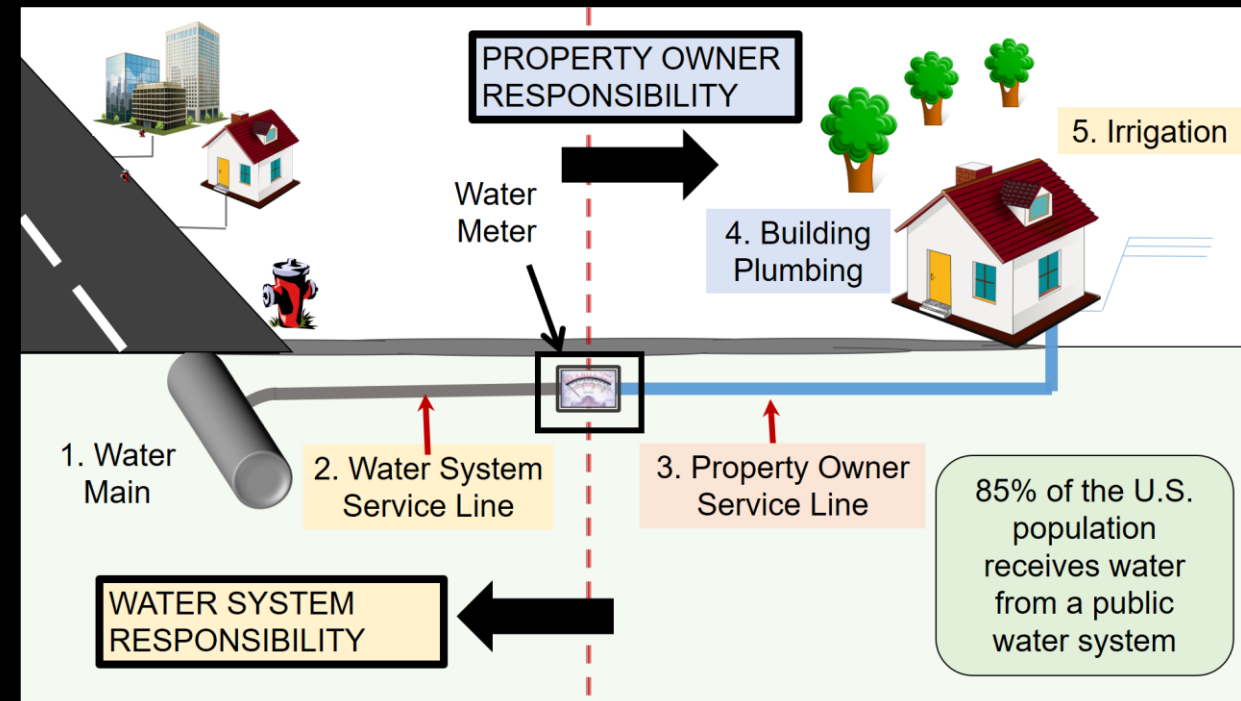 PROPERTY OWNER
RESPONSIBILITY
5. Irrigation
Water
Meter
4. Building
Plumbing
1. Water
Main
2. Water System
Service Line
3. Property Owner
Service Line
85% of the U.S.
population
receives water
from a public
water system
WATER SYSTEM
RESPONSIBILITY